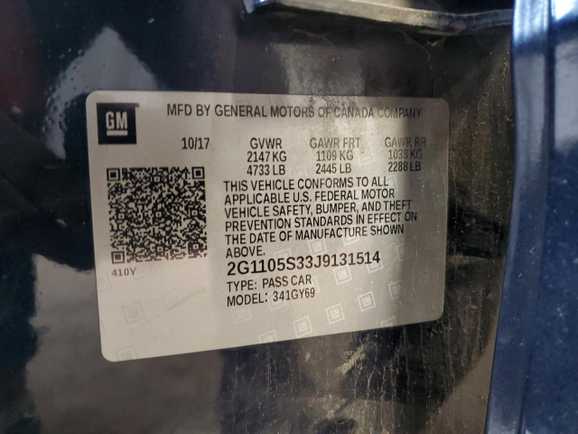 GM
MFD BY GENERAL MOTORS OF CANADA COMPANY
10/17 GVWR GAWR FRT GAWR RR
2147 KG 1109 KG 1038 KG
4733 LB 2445 LB 2288 LB
THIS VEHICLE CONFORMS TO ALL
APPLICABLE U.S. FEDERAL MOTOR
VEHICLE SAFETY, BUMPER, AND THEFT
PREVENTION STANDARDS IN EFFECT ON
THE DATE OF MANUFACTURE SHOWN
ABOVE.
410Y
2G1105S33J9131514
TYPE: PASS CAR
MODEL: 341GY69